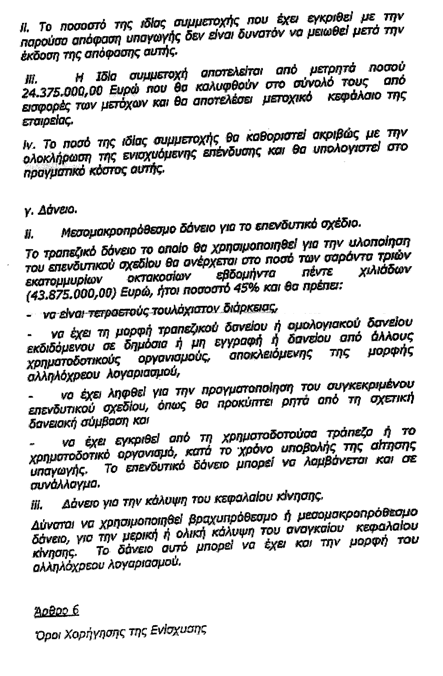 ii. Το ποσοστό της ιδίας συμμετοχής που έχει εγκριθεί με την
παρούσα απόφαση υπαγωγής δεν είναι δυνατόν να μειωθεί μετά την
έκδοση της απόφασης αυτής.
iii. Η Ιδία συμμετοχή αποτελείται από μετρητά ποσού
24.375.000,00 Ευρώ που θα καλυφθούν στο σύνολό τους από
εισφορές των μετόχων και θα αποτελέσει μετοχικό κεφάλαιο της
εταιρείας.
iv. Το ποσό της ιδίας συμμετοχής θα καθοριστεί ακριβώς με την
ολοκλήρωση της ενισχυόμενης επένδυσης και θα υπολογιστεί στο
πραγματικό κόστος αυτής.
γ. Δάνειο.
ii. Μεσομακροπρόθεσμο δάνειο για το επενδυτικό σχέδιο.
Το τραπεζικό δάνειο το οποίο θα χρησιμοποιηθεί για την υλοποίηση
του επενδυτικού σχεδίου θα ανέρχεται στο ποσό των σαράντα τριών
εκατομμυρίων οκτακοσίων εβδομήντα πέντε χιλιάδων
(43.875.000,00) Ευρώ, ήτοι ποσοστό 45% και θα πρέπει:
- να είναι τετραετούς τουλάχιστον διάρκειας,
- να έχει τη μορφή τραπεζικού δανείου ή ομολογιακού δανείου
εκδιδόμενου σε δημόσια ή μη εγγραφή ή δανείου από άλλους
χρηματοδοτικούς οργανισμούς, αποκλειόμενης της μορφής
αλληλόχρεου λογαριασμού,
- να έχει ληφθεί για την πραγματοποίηση του συγκεκριμένου
επενδυτικού σχεδίου, όπως θα προκύπτει ρητά από τη σχετική
δανειακή σύμβαση και
- να έχει εγκριθεί από τη χρηματοδοτούσα τράπεζα ή το
χρηματοδοτικό οργανισμό, κατά το χρόνο υποβολής της αίτησης
υπαγωγής. Το επενδυτικό δάνειο μπορεί να λαμβάνεται και σε
συνάλλαγμα.
iii. Δάνειο για την κάλυψη του κεφαλαίου κίνησης.
Δύναται να χρησιμοποιηθεί βραχυπρόθεσμο ή μεσομακροπρόθεσμο
δάνειο, για την μερική ή ολική κάλυψη του αναγκαίου κεφαλαίου
κίνησης. Το δάνειο αυτό μπορεί να έχει και την μορφή του
αλληλόχρεου λογαριασμού.
Άρθρο 6
Όροι Χορήγησης της Ενίσχυσης